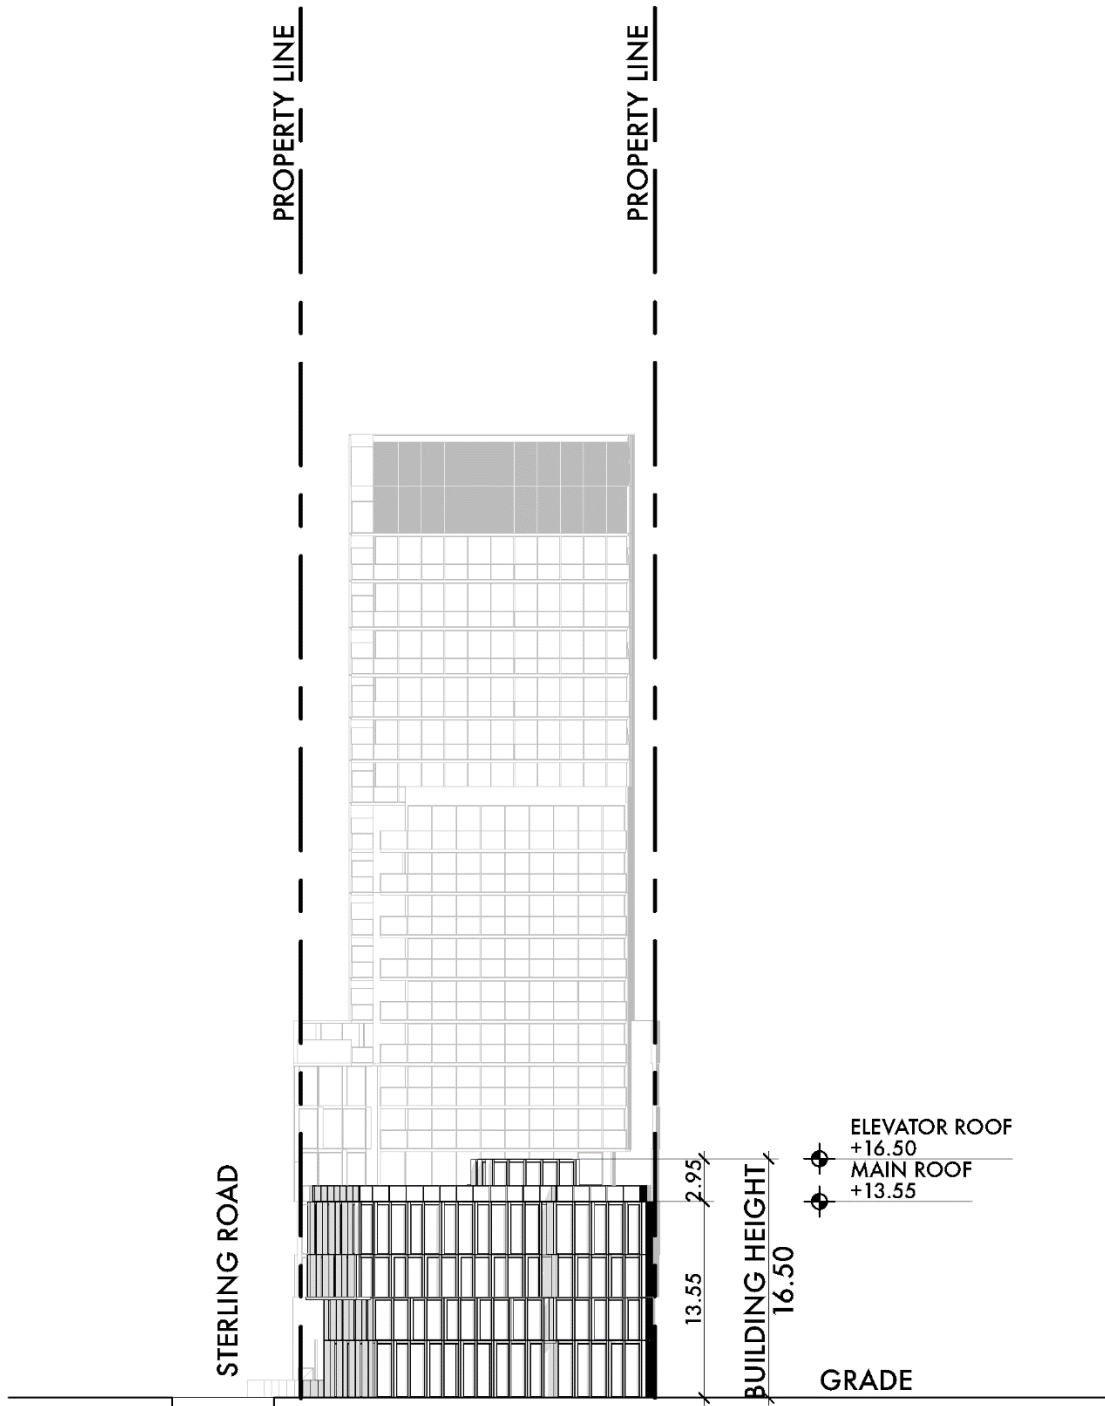 PROPERTY LINE
PROPERTY LINE
ELEVATOR ROOF
+16.50
MAIN ROOF
+13.55
2.95
13.55
BUILDING HEIGHT
16.50
STERLING ROAD
GRADE